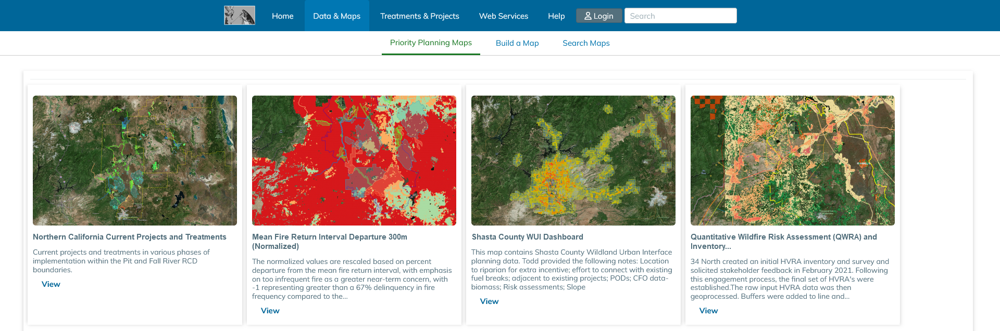 Home
Data & Maps
Treatments & Projects
Web Services
Help
Login
Search
Priority Planning Maps
Build a Map
Search Maps
Northern California Current Projects and Treatments
Current projects and treatments in various phases of
implementation within the Pit and Fall River RCD
boundaries.
View
Mean Fire Return Interval Departure 300m
(Normalized)
The normalized values are rescaled based on percent
departure from the mean fire return interval, with emphasis
on too infrequent fire as a greater near-term concern, with
-1 representing greater than a 67% delinquency in fire
frequency compared to the...
View
Shasta County WUI Dashboard
This map contains Shasta County Wildland Urban Interface
planning data. Todd provided the following notes: Location
to riparian for extra incentive; effort to connect with existing
fuel breaks; adjacent to existing projects; PODs; CFO data-
biomass; Risk assessments; Slope
View
Quantitative Wildfire Risk Assessment (QWRA) and
Inventory...
34 North created an initial HVRA inventory and survey and
solicited stakeholder feedback in February 2021. Following
this engagement process, the final set of HVRA's were
established.The raw input HVRA data was then
geoprocessed. Buffers were added to line and...
View